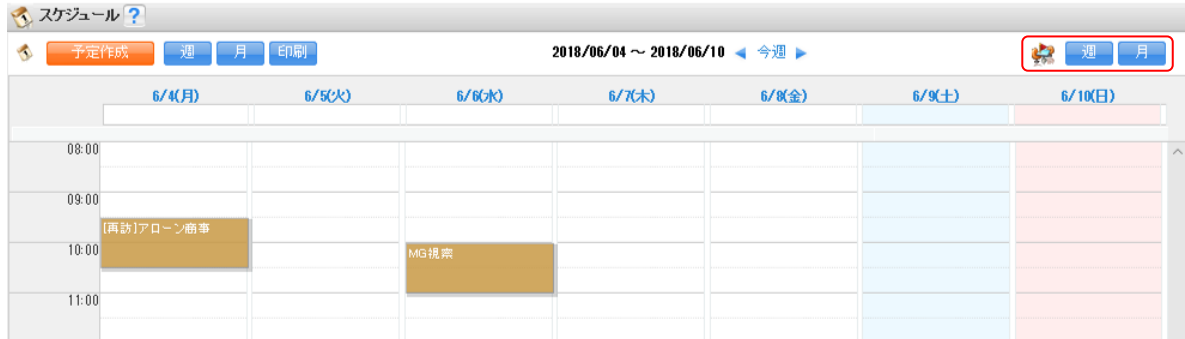 スケジュール ?
予定作成 週 月 印刷 2018/06/04 ～ 2018/06/10 今週 週 月
6/4(月) 6/5(火) 6/6(水) 6/7(木) 6/8(金) 6/9(土) 6/10(日)
08:00
09:00
[再訪]アローン商事
10:00
MG視察
11:00